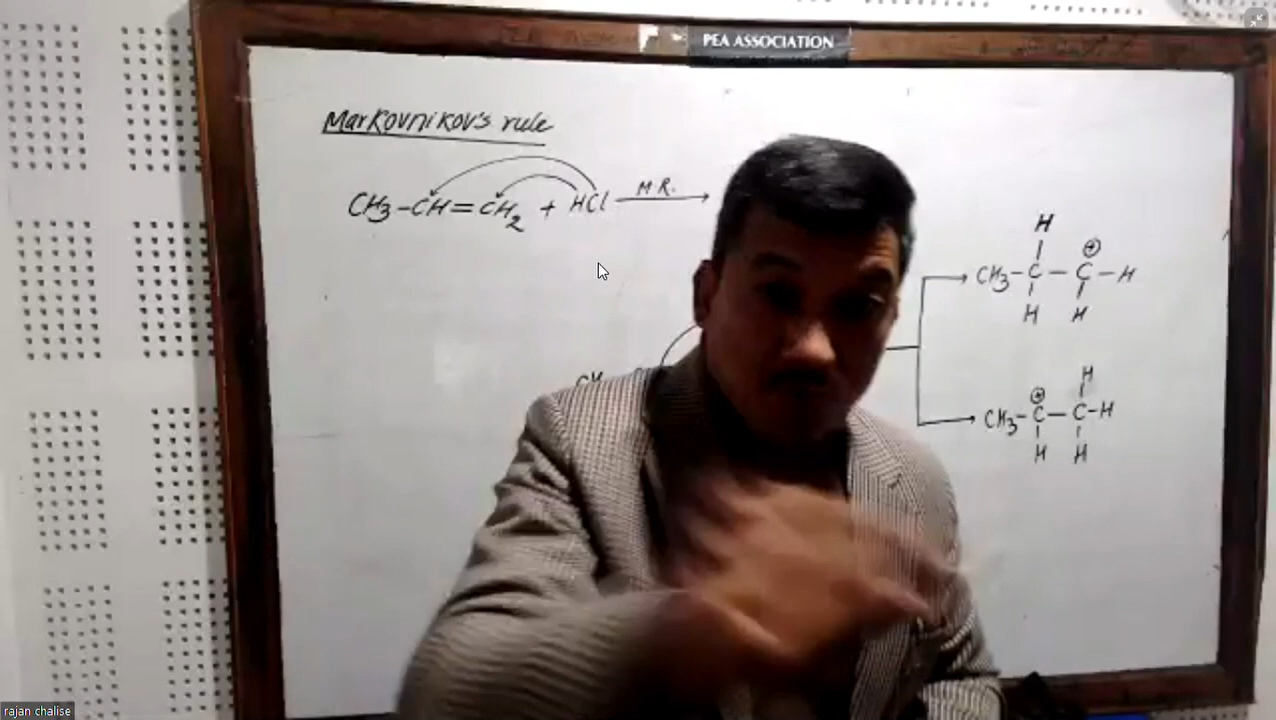 PEA ASSOCIATION
Markovnikov's rule
CH3-CH=CH2 + HCl M.R.
H
CH3-C-C-H
H H
H
CH3-C-C-H
H H
rajan chalise